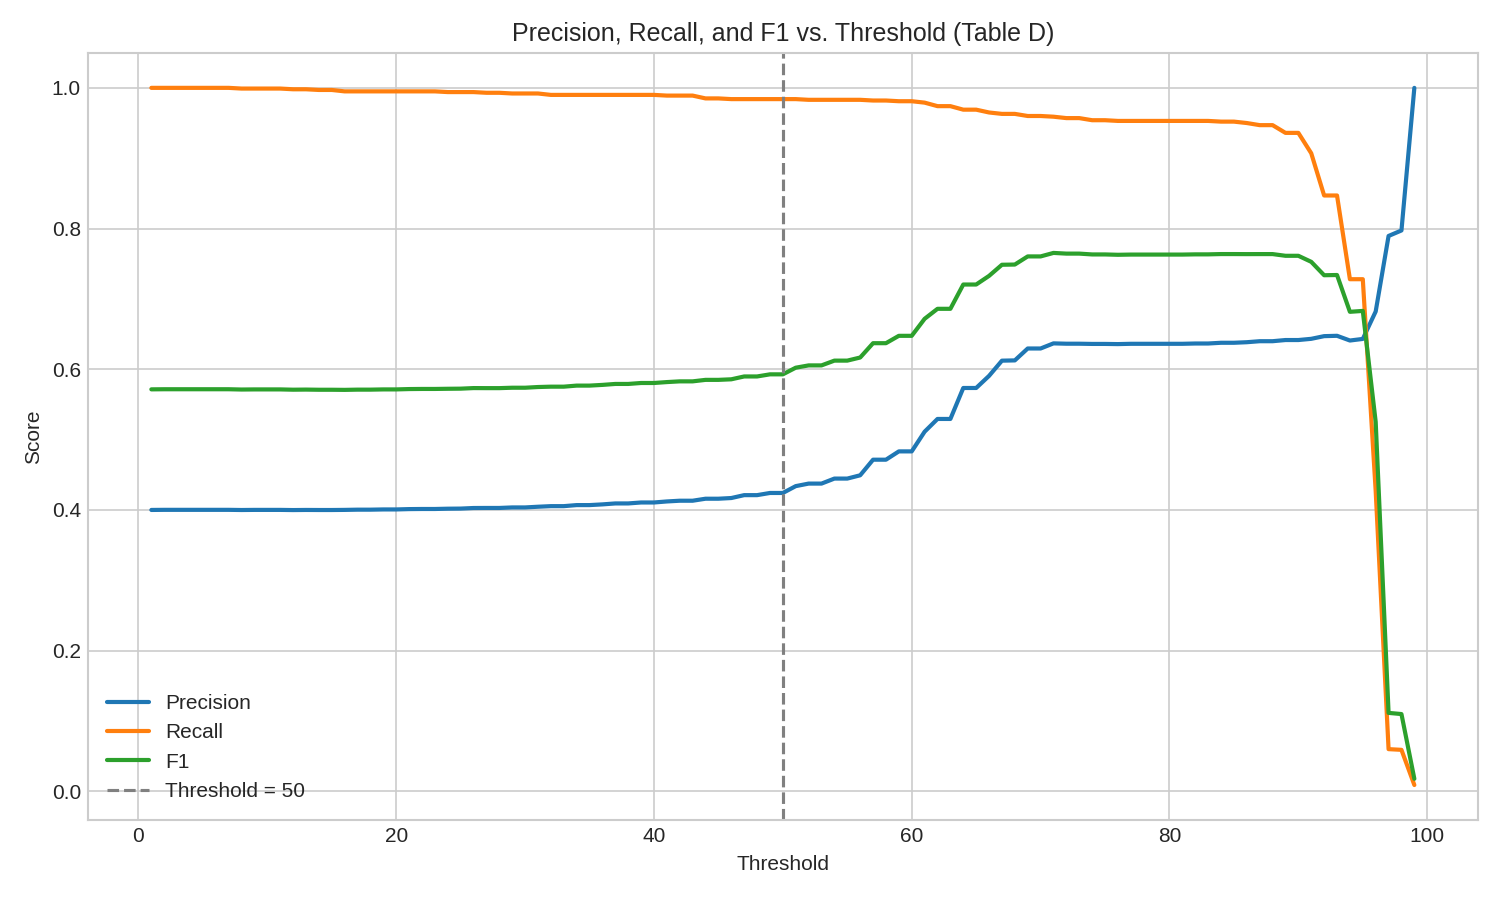 Precision, Recall, and F1 vs. Threshold (Table D)
1.0
0.8
0.6
0.4
0.2
0.0
Score
Precision
Recall
F1
Threshold = 50
0 20 40 60 80 100
Threshold